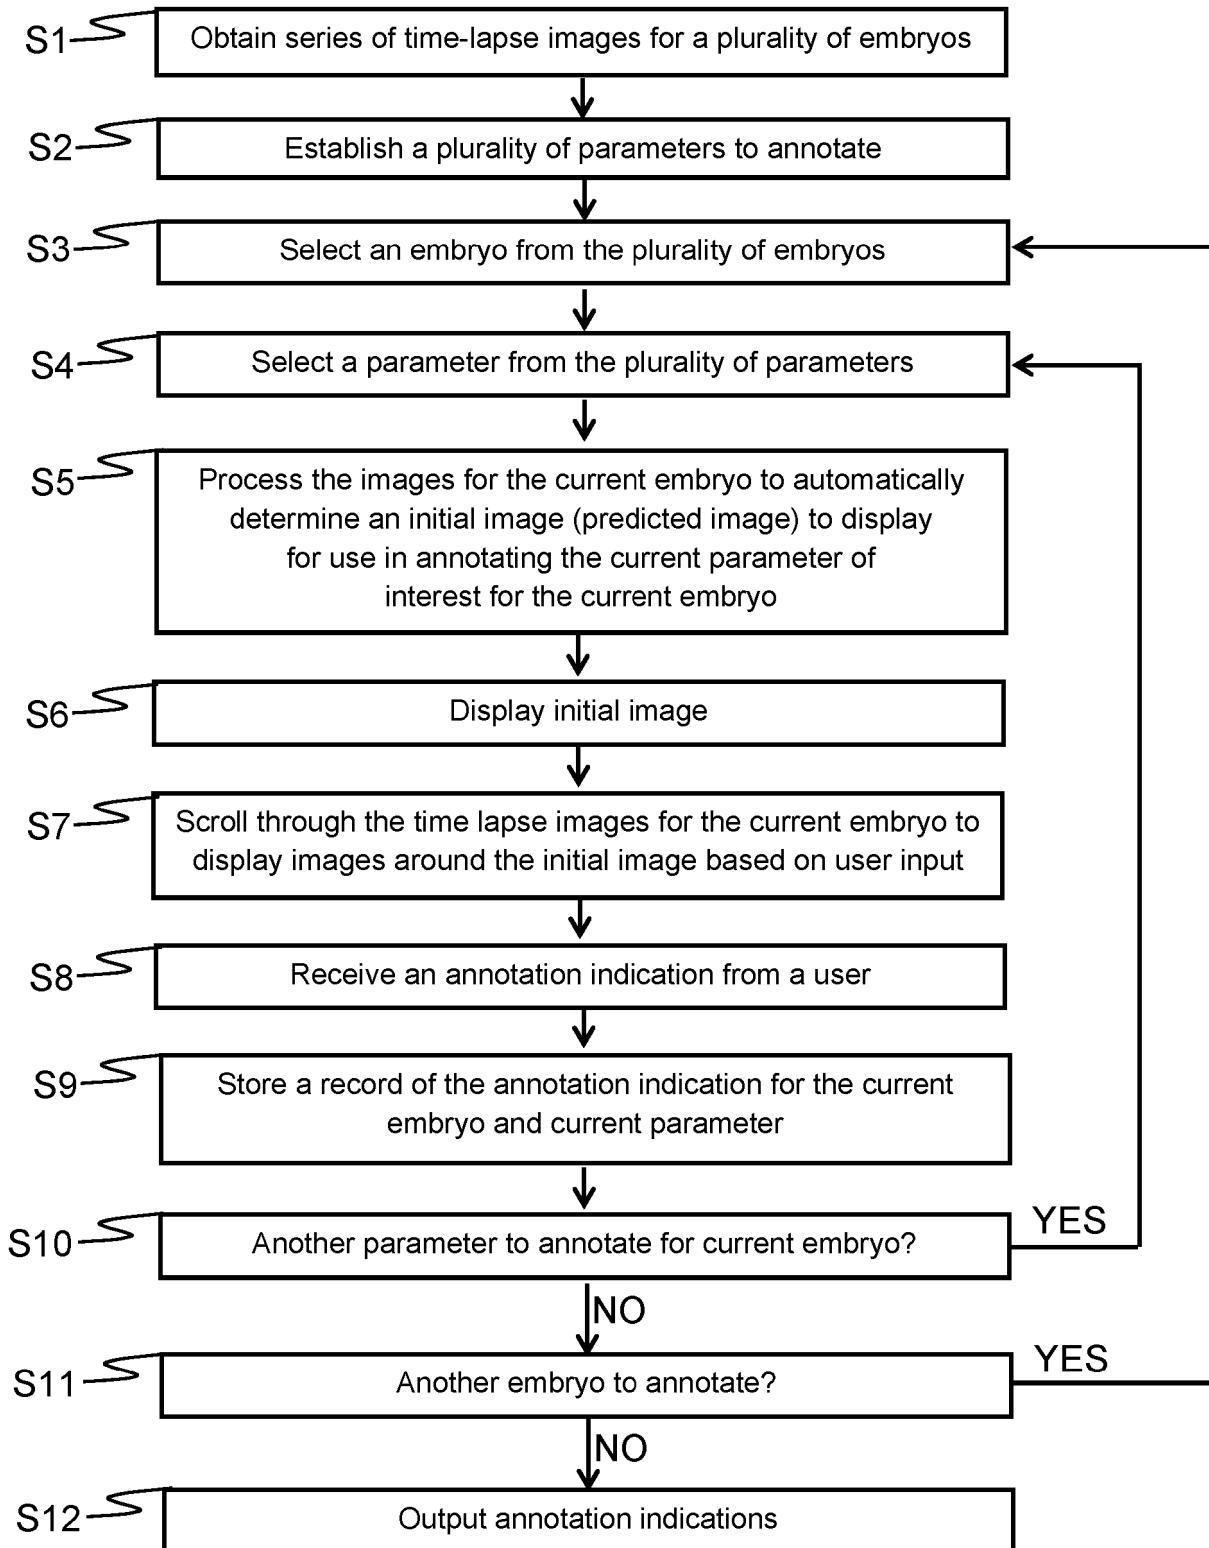 S1
Obtain series of time-lapse images for a plurality of embryos
S2
Establish a plurality of parameters to annotate
S3
Select an embryo from the plurality of embryos
S4
Select a parameter from the plurality of parameters
S5
Process the images for the current embryo to automatically
determine an initial image (predicted image) to display
for use in annotating the current parameter of
interest for the current embryo
S6
Display initial image
S7
Scroll through the time lapse images for the current embryo to
display images around the initial image based on user input
S8
Receive an annotation indication from a user
S9
Store a record of the annotation indication for the current
embryo and current parameter
S10
Another parameter to annotate for current embryo?
YES
NO
S11
Another embryo to annotate?
YES
NO
S12
Output annotation indications